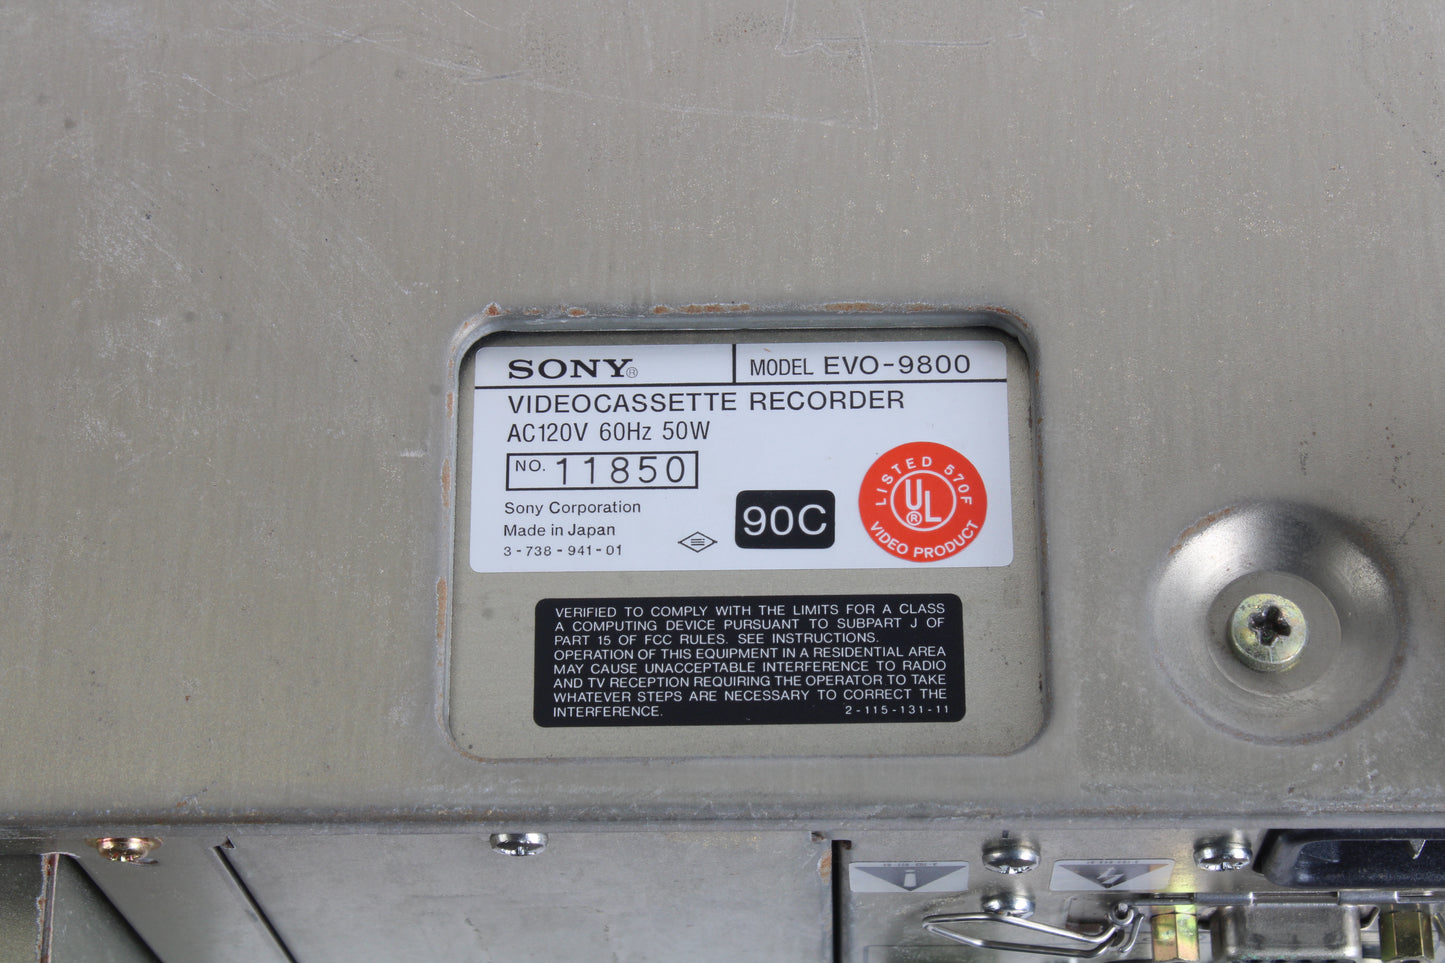 SONY®
MODEL EVO-9800
VIDEOCASSETTE RECORDER
AC120V 60Hz 50W
NO. 11850
Sony Corporation
Made in Japan
3-738-941-01
90C
LISTED 570F
UL®
VIDEO PRODUCT
VERIFIED TO COMPLY WITH THE LIMITS FOR A CLASS
A COMPUTING DEVICE PURSUANT TO SUBPART J OF
PART 15 OF FCC RULES. SEE INSTRUCTIONS.
OPERATION OF THIS EQUIPMENT IN A RESIDENTIAL AREA
MAY CAUSE UNACCEPTABLE INTERFERENCE TO RADIO
AND TV RECEPTION REQUIRING THE OPERATOR TO TAKE
WHATEVER STEPS ARE NECESSARY TO CORRECT THE
INTERFERENCE. 2-115-131-11